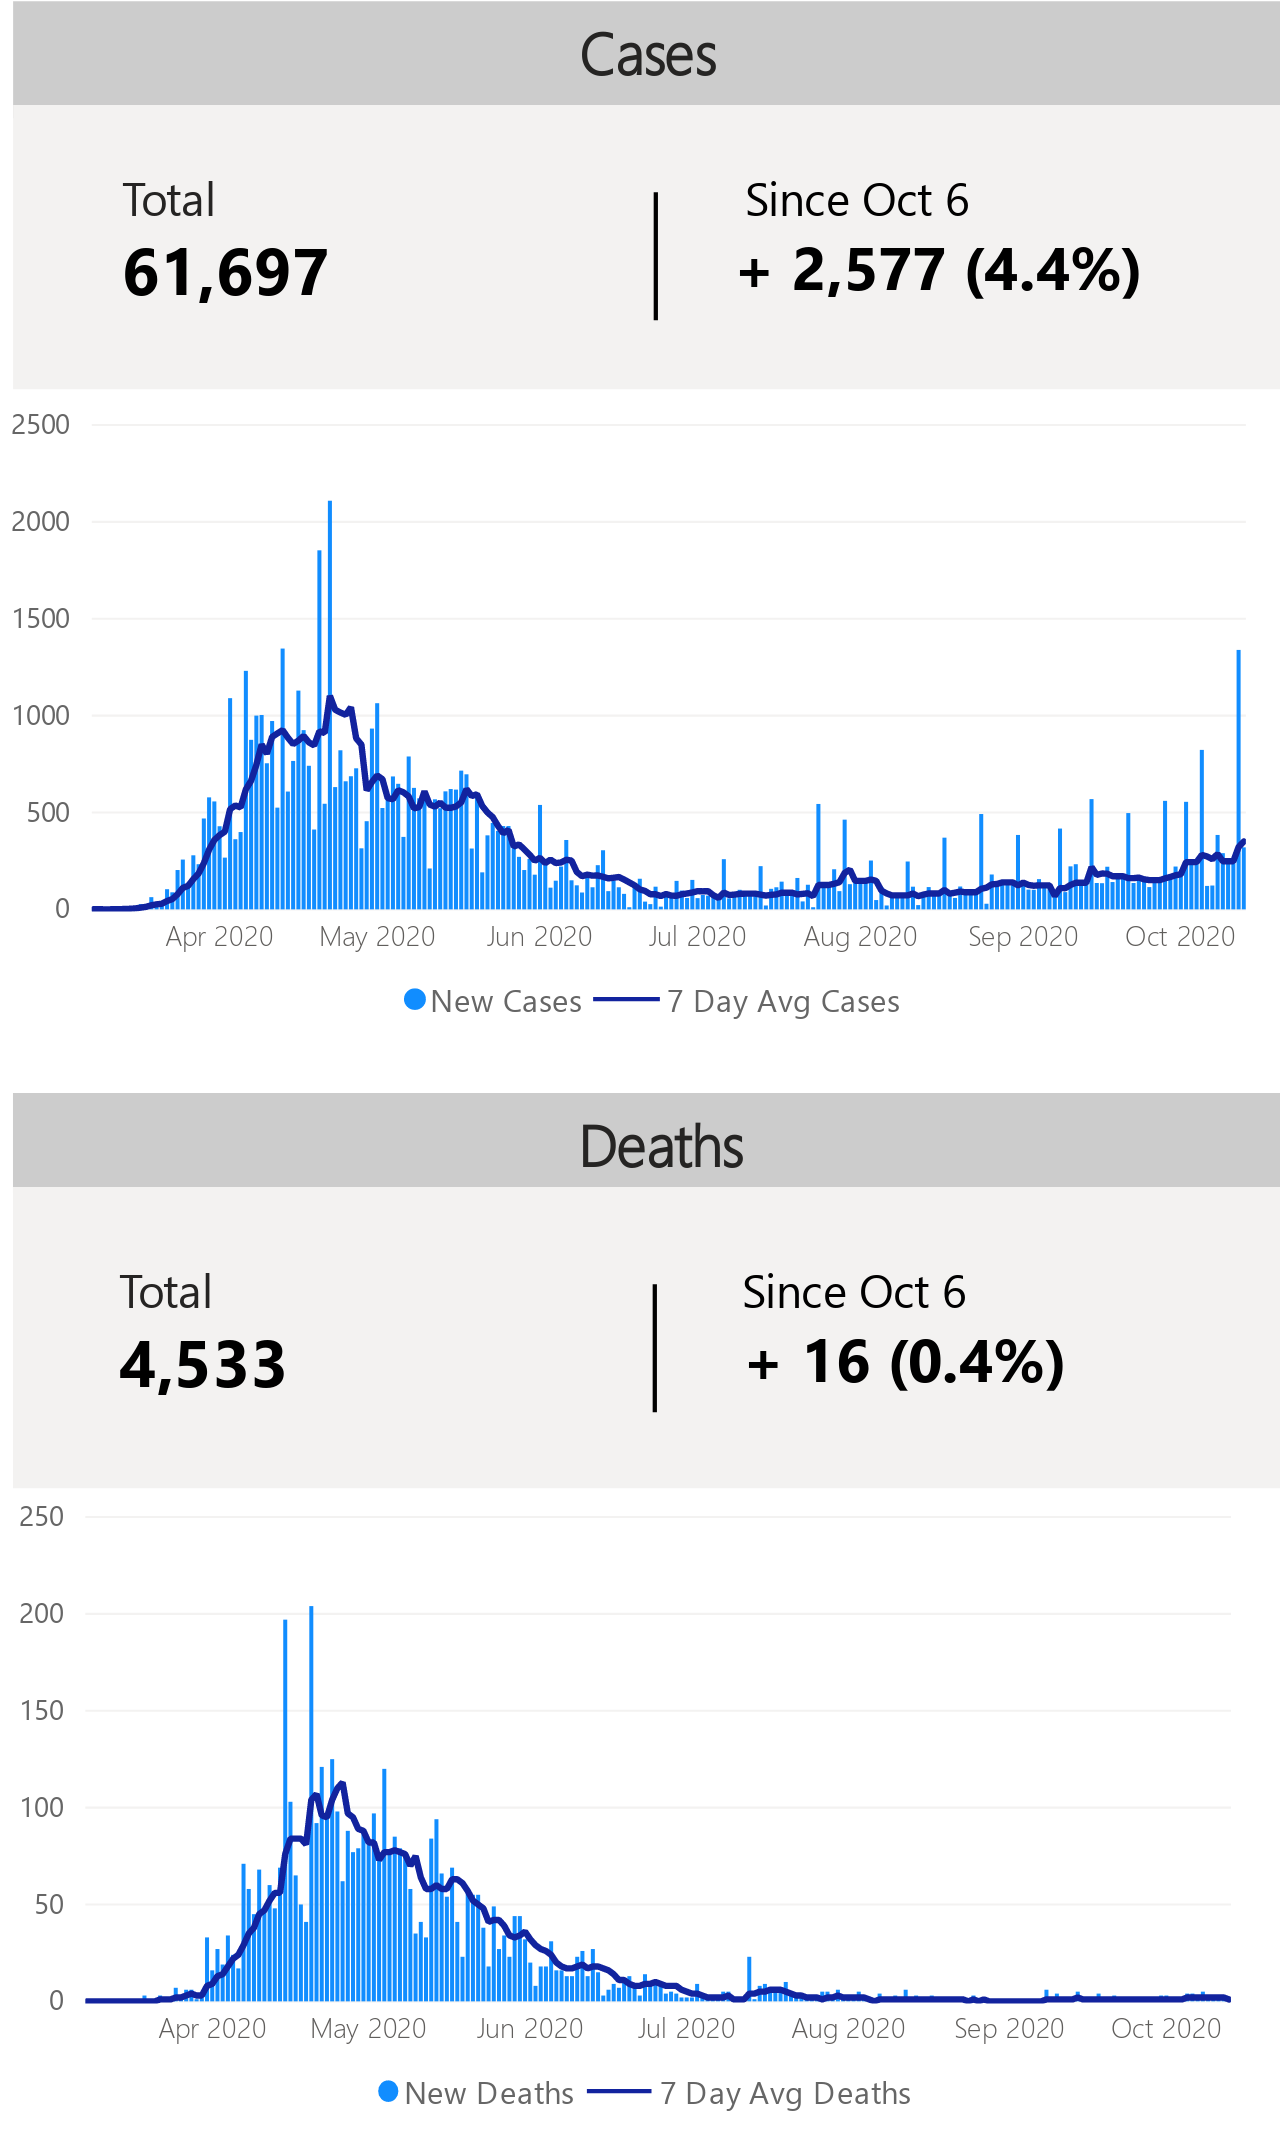 Cases
Total
Since Oct 6
61,697
+ 2,577 (4.4%)
2500
2000
1500
1000
500
0
Apr 2020 May 2020 Jun 2020 Jul 2020 Aug 2020 Sep 2020 Oct 2020
New Cases 7 Day Avg Cases
Deaths
Total
Since Oct 6
4,533
+ 16 (0.4%)
250
200
150
100
50
0
Apr 2020 May 2020 Jun 2020 Jul 2020 Aug 2020 Sep 2020 Oct 2020
New Deaths 7 Day Avg Deaths